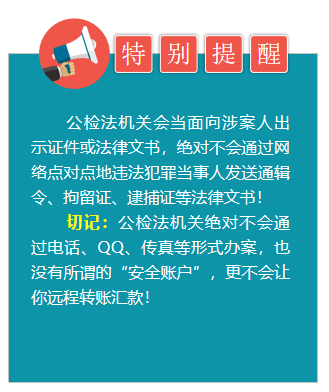 特别提醒
公检法机关会当面向涉案人出
示证件或法律文书，绝对不会通过网
络点对点地违法犯罪当事人发送通辑
令、拘留证、逮捕证等法律文书！
切记：公检法机关绝对不会通
过电话、QQ、传真等形式办案，也
没有所谓的“安全账户”，更不会让
你远程转账汇款！